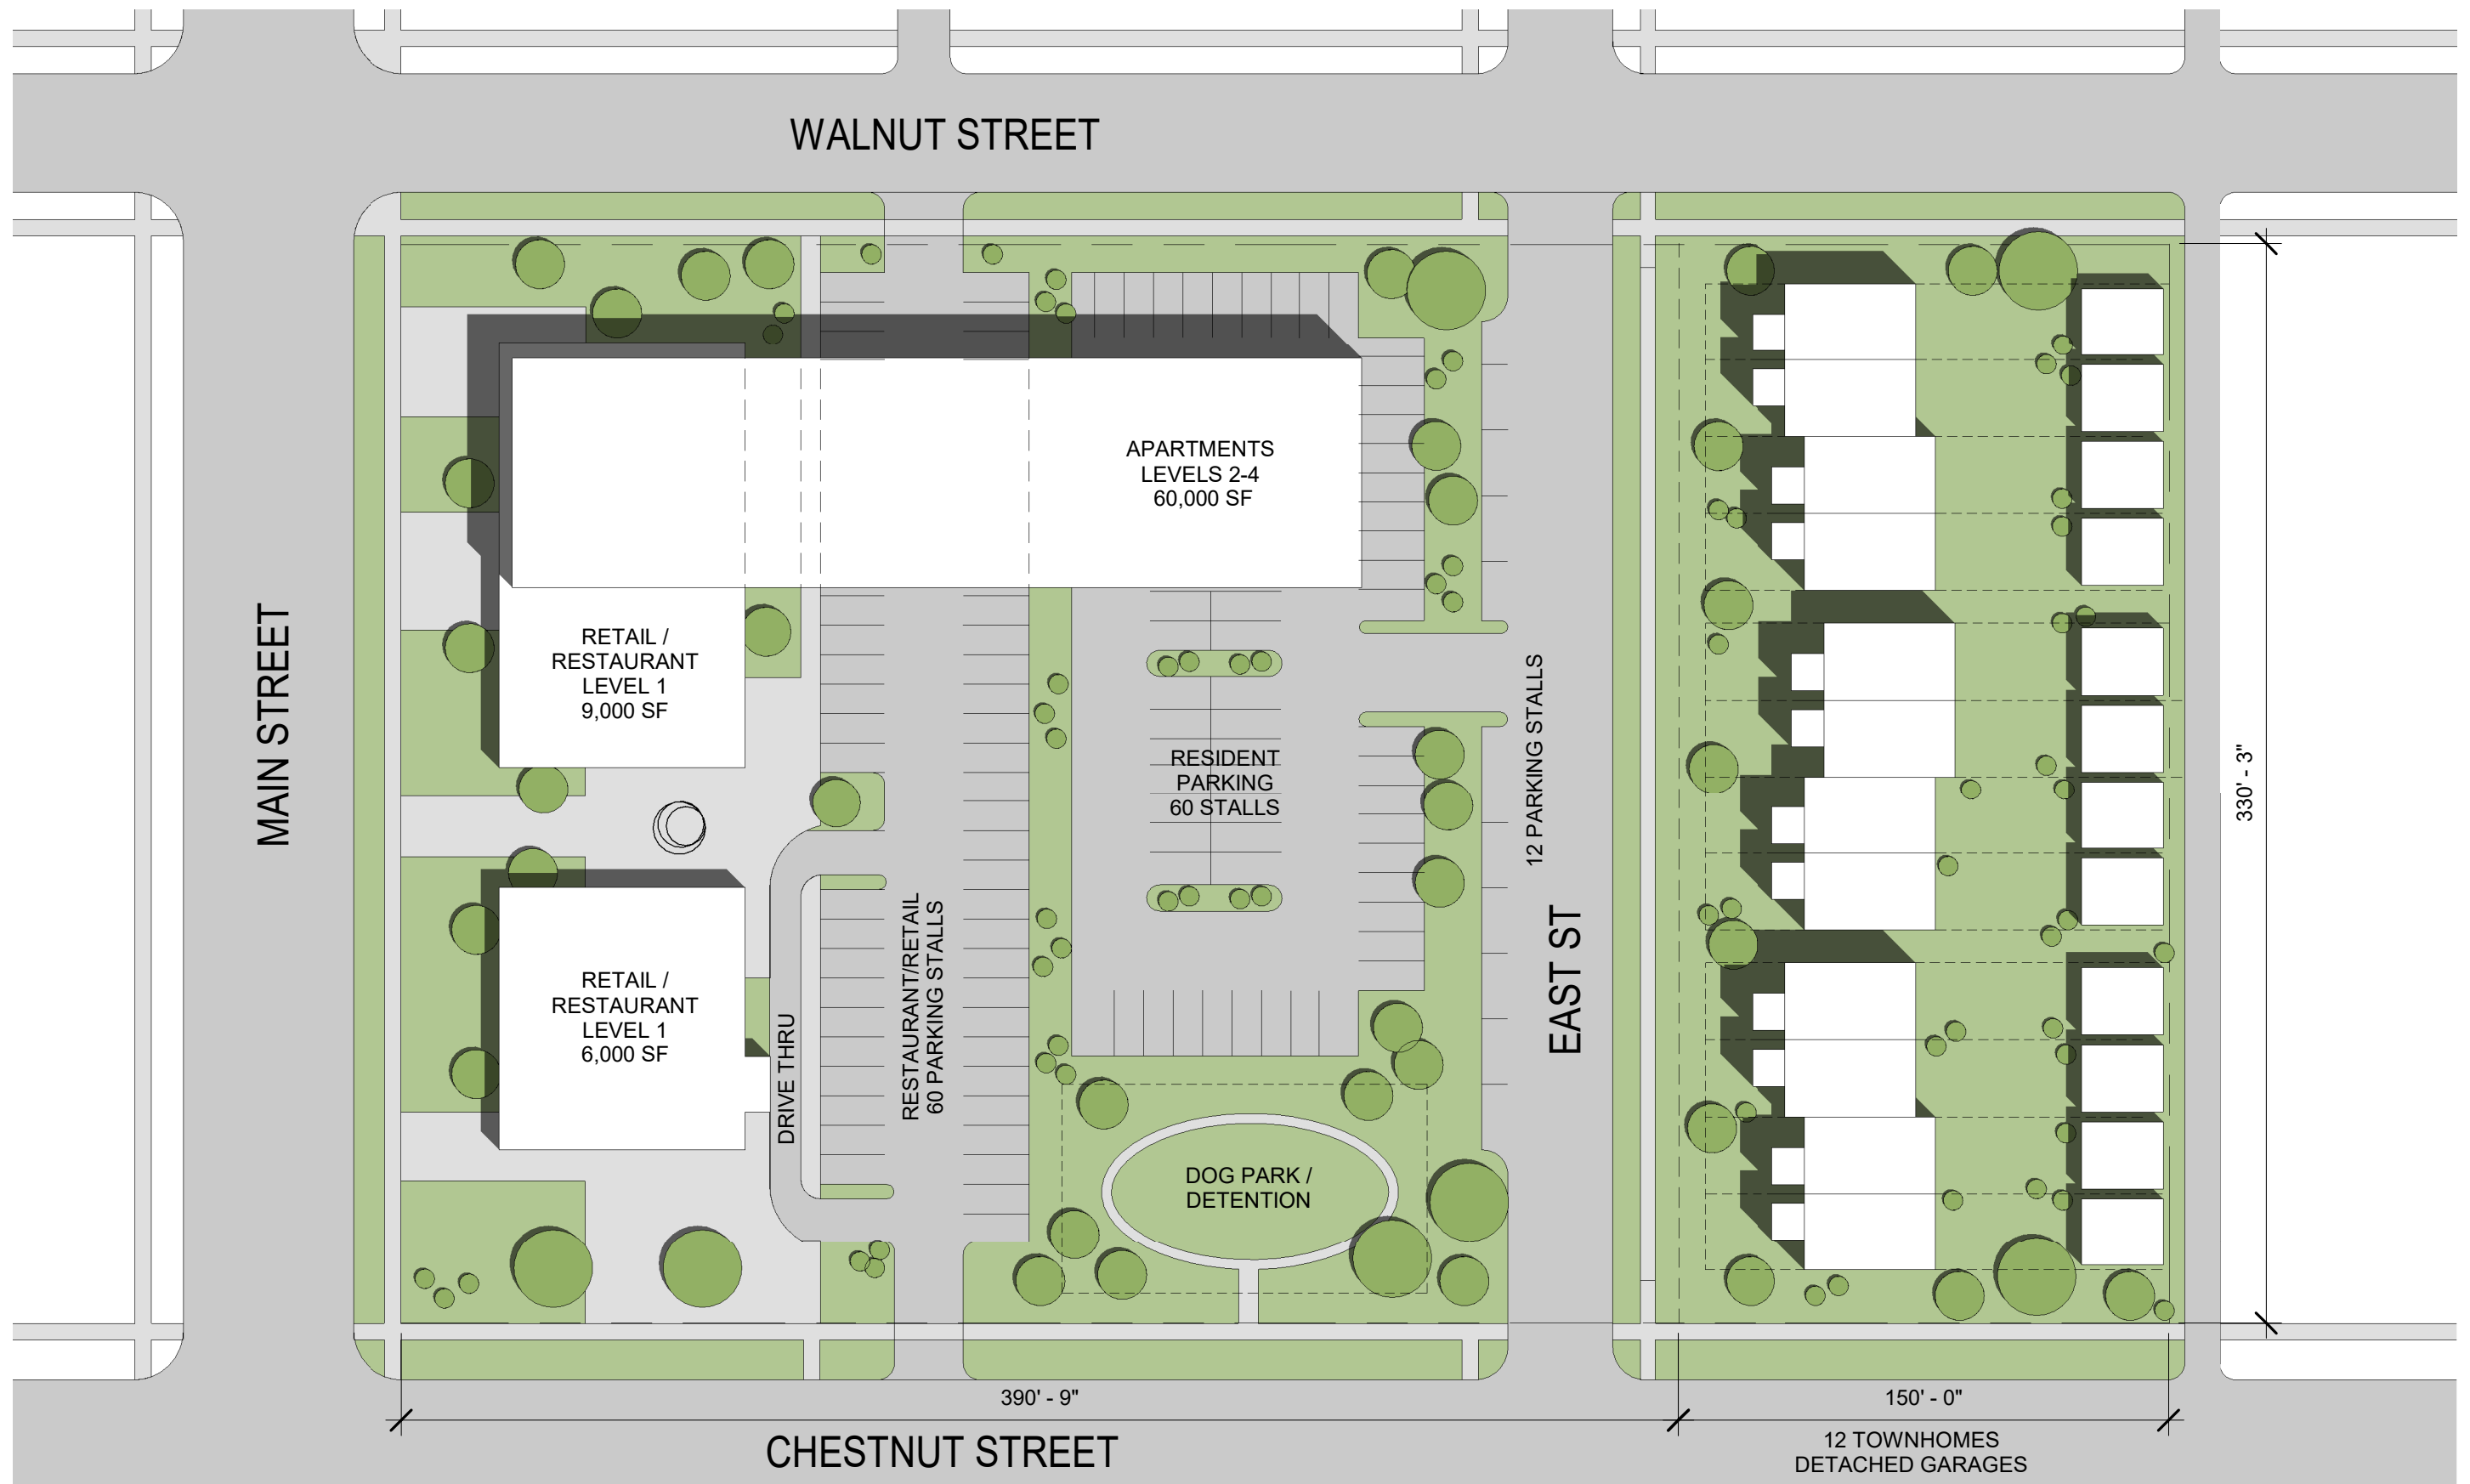 WALNUT STREET
APARTMENTS
LEVELS 2-4
60,000 SF
MAIN STREET
RETAIL /
RESTAURANT
LEVEL 1
9,000 SF
RESIDENT
PARKING
60 STALLS
12 PARKING STALLS
330' - 3"
RETAIL /
RESTAURANT
LEVEL 1
6,000 SF
DRIVE THRU
RESTAURANT/RETAIL
60 PARKING STALLS
EAST ST
DOG PARK /
DETENTION
390' - 9"
150' - 0"
CHESTNUT STREET
12 TOWNHOMES
DETACHED GARAGES